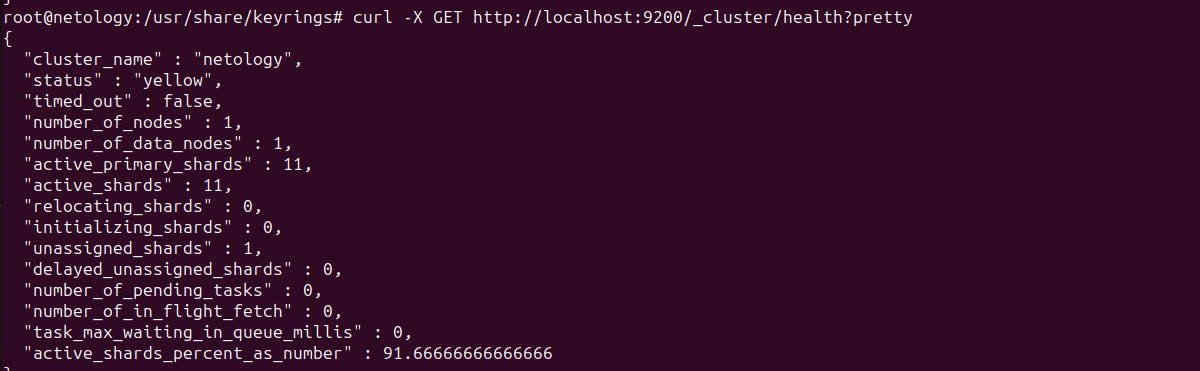 root@netology:/usr/share/keyrings# curl -X GET http://localhost:9200/_cluster/health?pretty
{
  "cluster_name" : "netology",
  "status" : "yellow",
  "timed_out" : false,
  "number_of_nodes" : 1,
  "number_of_data_nodes" : 1,
  "active_primary_shards" : 11,
  "active_shards" : 11,
  "relocating_shards" : 0,
  "initializing_shards" : 0,
  "unassigned_shards" : 1,
  "delayed_unassigned_shards" : 0,
  "number_of_pending_tasks" : 0,
  "number_of_in_flight_fetch" : 0,
  "task_max_waiting_in_queue_millis" : 0,
  "active_shards_percent_as_number" : 91.66666666666666
}